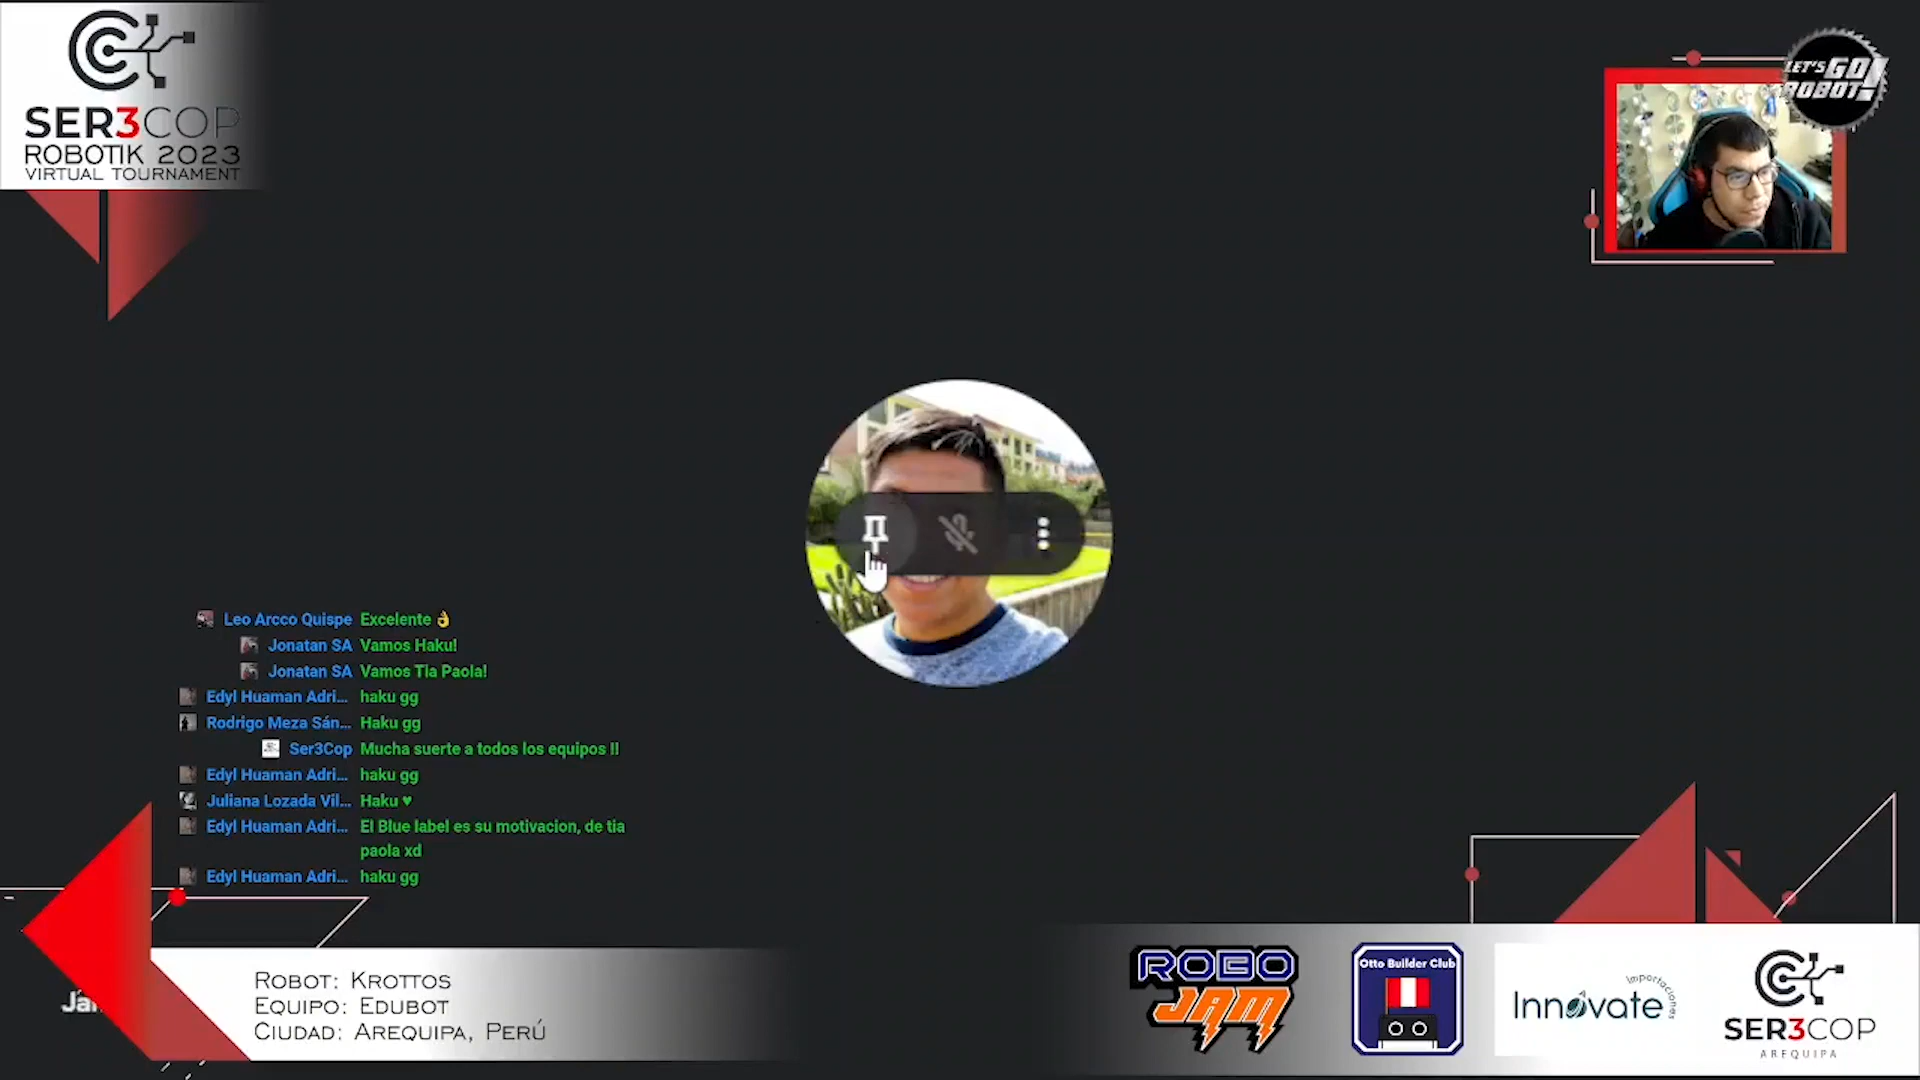 SER3COP
ROBOTIK 2023
VIRTUAL TOURNAMENT
LET'S GO
ROBOT!
Leo Arcco Quispe Excelente 👌
Jonatan SA Vamos Haku!
Jonatan SA Vamos Tia Paola!
Edyl Huaman Adri... haku gg
Rodrigo Meza Sán... Haku gg
Ser3Cop Mucha suerte a todos los equipos !!
Edyl Huaman Adri... haku gg
Juliana Lozada Vil... Haku ♥
Edyl Huaman Adri... El Blue label es su motivacion, de tia
paola xd
Edyl Huaman Adri... haku gg
Robot: Krottos
Equipo: Edubot
Ciudad: Arequipa, Perú
ROBO
JAM
Otto Builder Club
Importaciones
Innovate
SER3COP
AREQUIPA